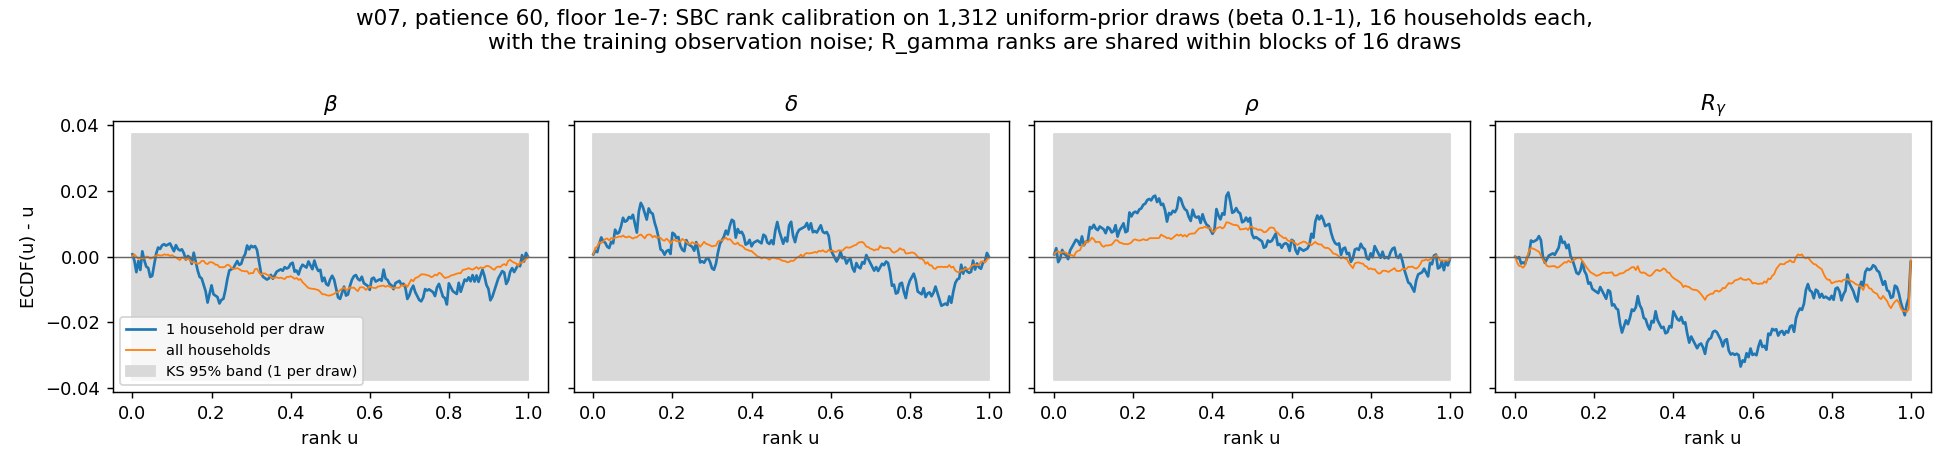 w07, patience 60, floor 1e-7: SBC rank calibration on 1,312 uniform-prior draws (beta 0.1-1), 16 households each,
with the training observation noise; R_gamma ranks are shared within blocks of 16 draws
β
δ
ρ
Rγ
ECDF(u) - u
0.04
0.02
0.00
−0.02
−0.04
1 household per draw
all households
KS 95% band (1 per draw)
0.0 0.2 0.4 0.6 0.8 1.0
0.0 0.2 0.4 0.6 0.8 1.0
0.0 0.2 0.4 0.6 0.8 1.0
0.0 0.2 0.4 0.6 0.8 1.0
rank u
rank u
rank u
rank u